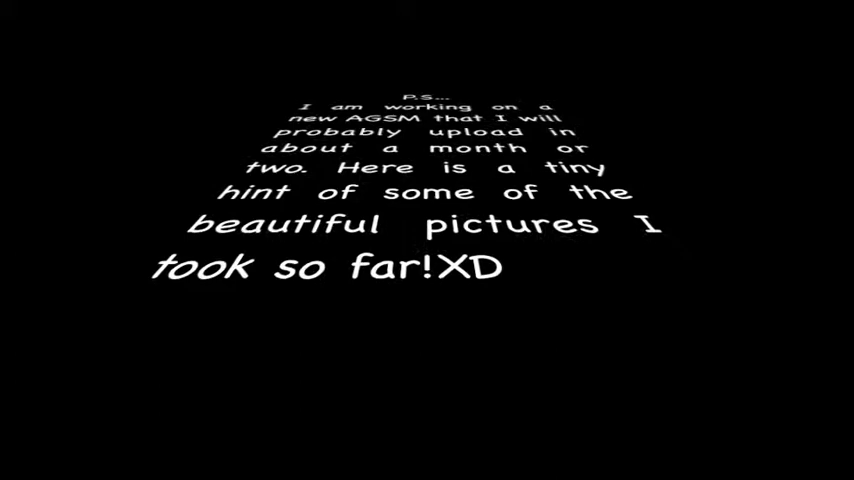 P.S...
I am working on a
new AGSM that I will
probably upload in
about a month or
two. Here is a tiny
hint of some of the
beautiful pictures I
took so far!XD